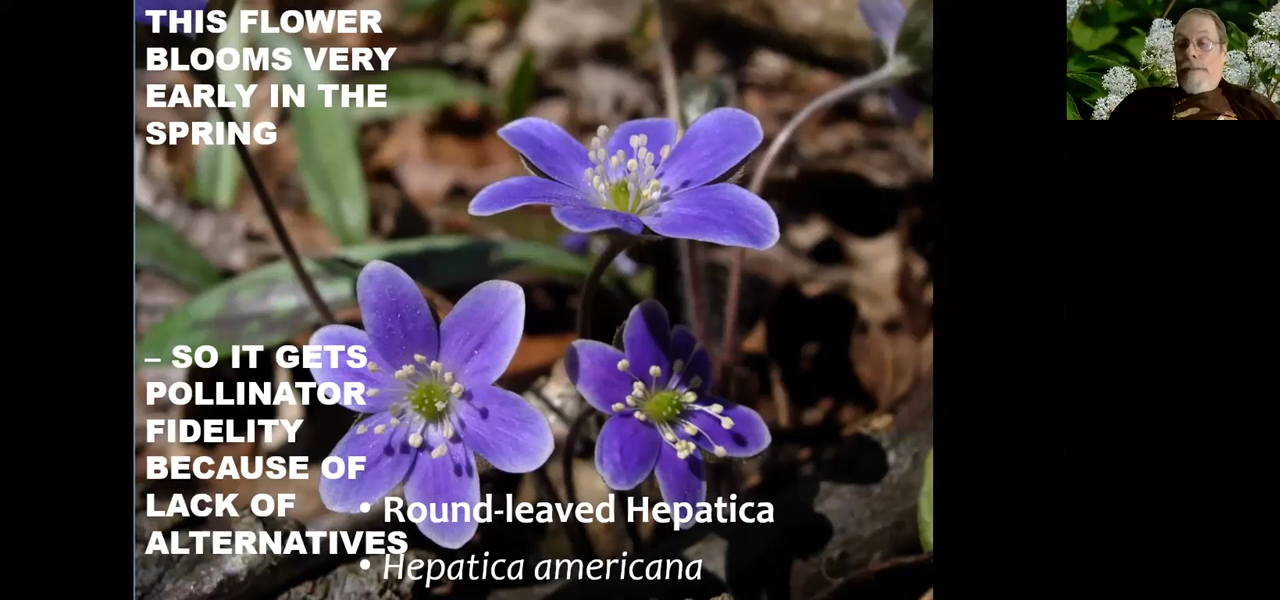 THIS FLOWER
BLOOMS VERY
EARLY IN THE
SPRING
– SO IT GETS
POLLINATOR
FIDELITY
BECAUSE OF
LACK OF
ALTERNATIVES
• Round-leaved Hepatica
• Hepatica americana